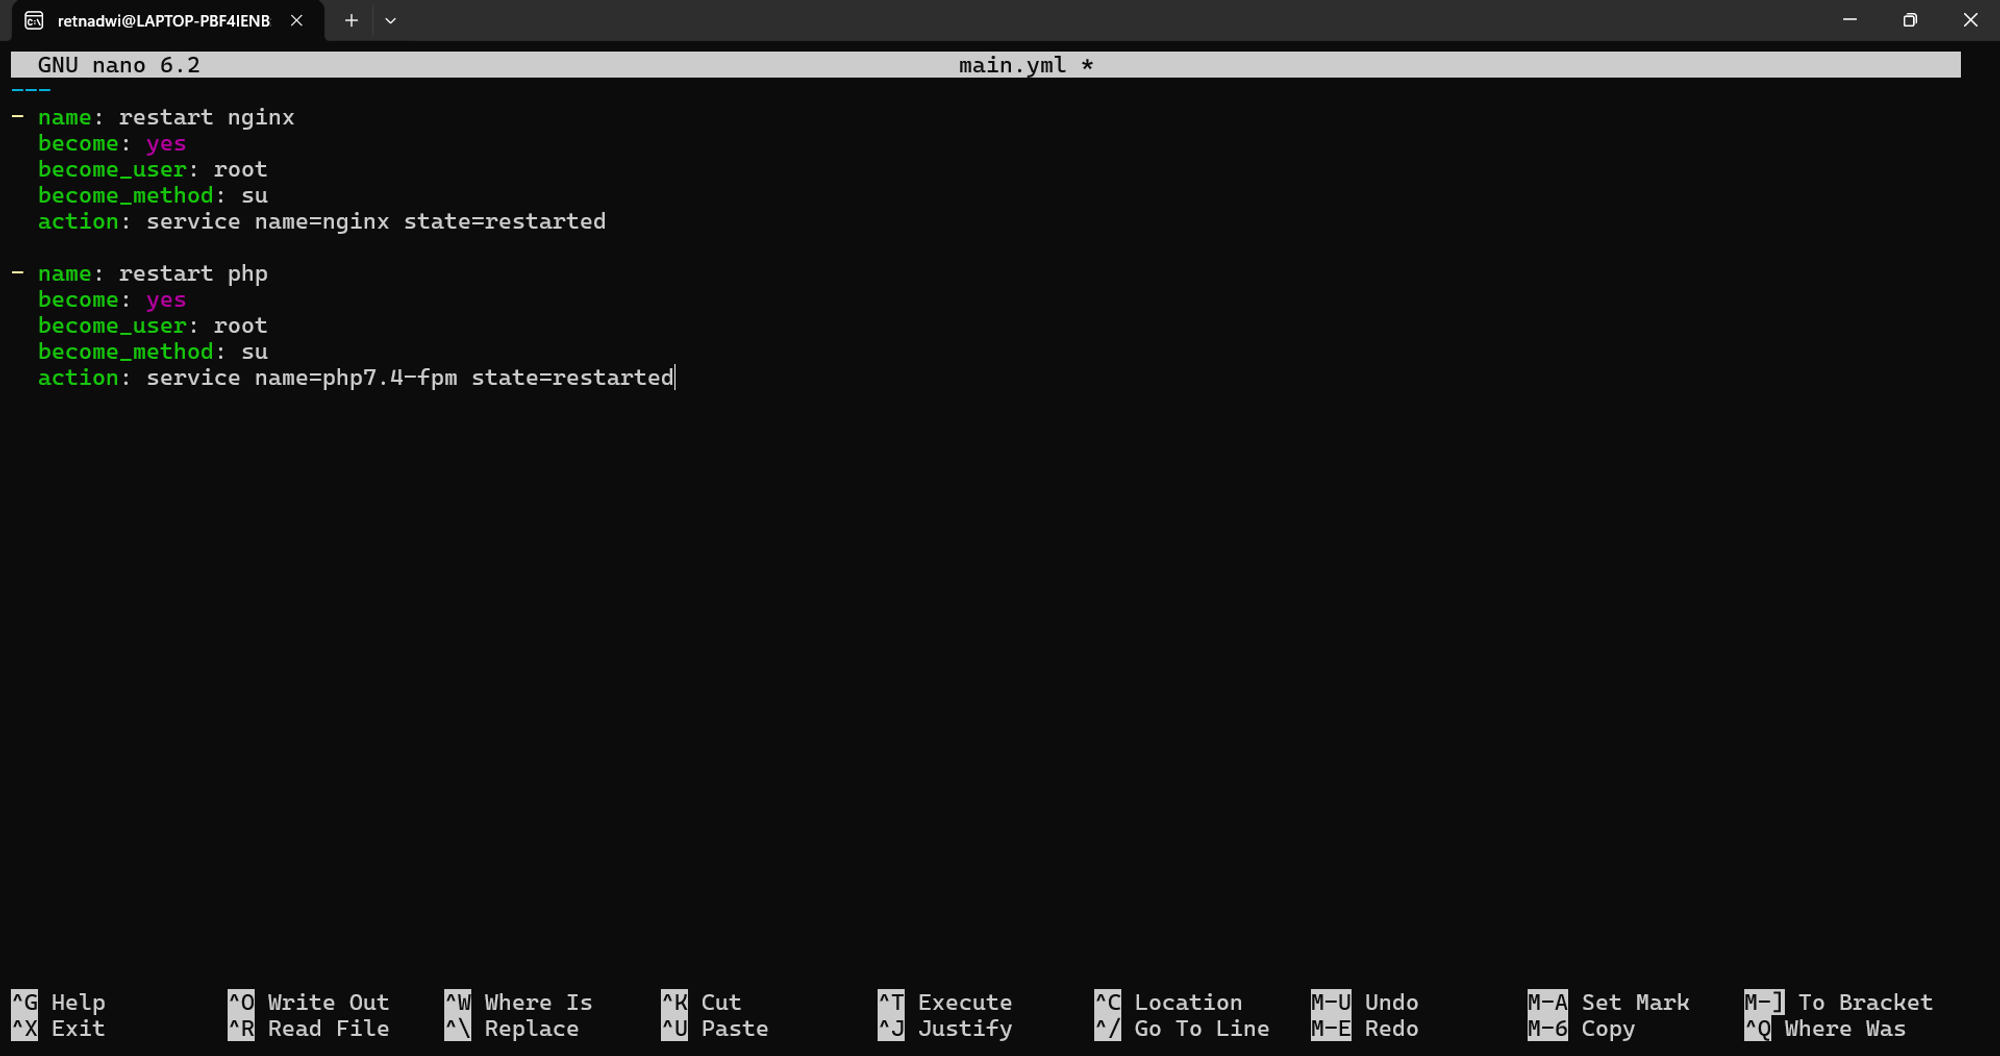 retnadwi@LAPTOP-PBF4IENB
GNU nano 6.2 main.yml *
---
- name: restart nginx
  become: yes
  become_user: root
  become_method: su
  action: service name=nginx state=restarted

- name: restart php
  become: yes
  become_user: root
  become_method: su
  action: service name=php7.4-fpm state=restarted
^G Help ^O Write Out ^W Where Is ^K Cut ^T Execute ^C Location M-U Undo M-A Set Mark M-] To Bracket
^X Exit ^R Read File ^\ Replace ^U Paste ^J Justify ^/ Go To Line M-E Redo M-6 Copy ^Q Where Was